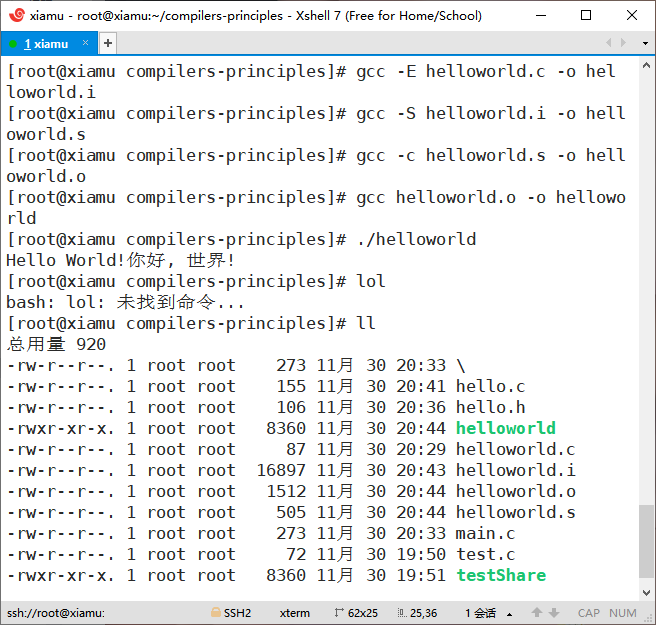 xiamu - root@xiamu:~/compilers-principles - Xshell 7 (Free for Home/School)
1 xiamu × +
[root@xiamu compilers-principles]# gcc -E helloworld.c -o hel
loworld.i
[root@xiamu compilers-principles]# gcc -S helloworld.i -o hell
oworld.s
[root@xiamu compilers-principles]# gcc -c helloworld.s -o hell
oworld.o
[root@xiamu compilers-principles]# gcc helloworld.o -o hellowo
rld
[root@xiamu compilers-principles]# ./helloworld
Hello World!你好, 世界!
[root@xiamu compilers-principles]# lol
bash: lol: 未找到命令...
[root@xiamu compilers-principles]# ll
总用量 920
-rw-r--r--. 1 root root    273 11月 30 20:33 \
-rw-r--r--. 1 root root    155 11月 30 20:41 hello.c
-rw-r--r--. 1 root root    106 11月 30 20:36 hello.h
-rwxr-xr-x. 1 root root   8360 11月 30 20:44 helloworld
-rw-r--r--. 1 root root     87 11月 30 20:29 helloworld.c
-rw-r--r--. 1 root root  16897 11月 30 20:43 helloworld.i
-rw-r--r--. 1 root root   1512 11月 30 20:44 helloworld.o
-rw-r--r--. 1 root root    505 11月 30 20:44 helloworld.s
-rw-r--r--. 1 root root    273 11月 30 20:33 main.c
-rw-r--r--. 1 root root     72 11月 30 19:50 test.c
-rwxr-xr-x. 1 root root   8360 11月 30 19:51 testShare
ssh://root@xiamu: SSH2 xterm 62x25 25,36 1 会话 CAP NUM